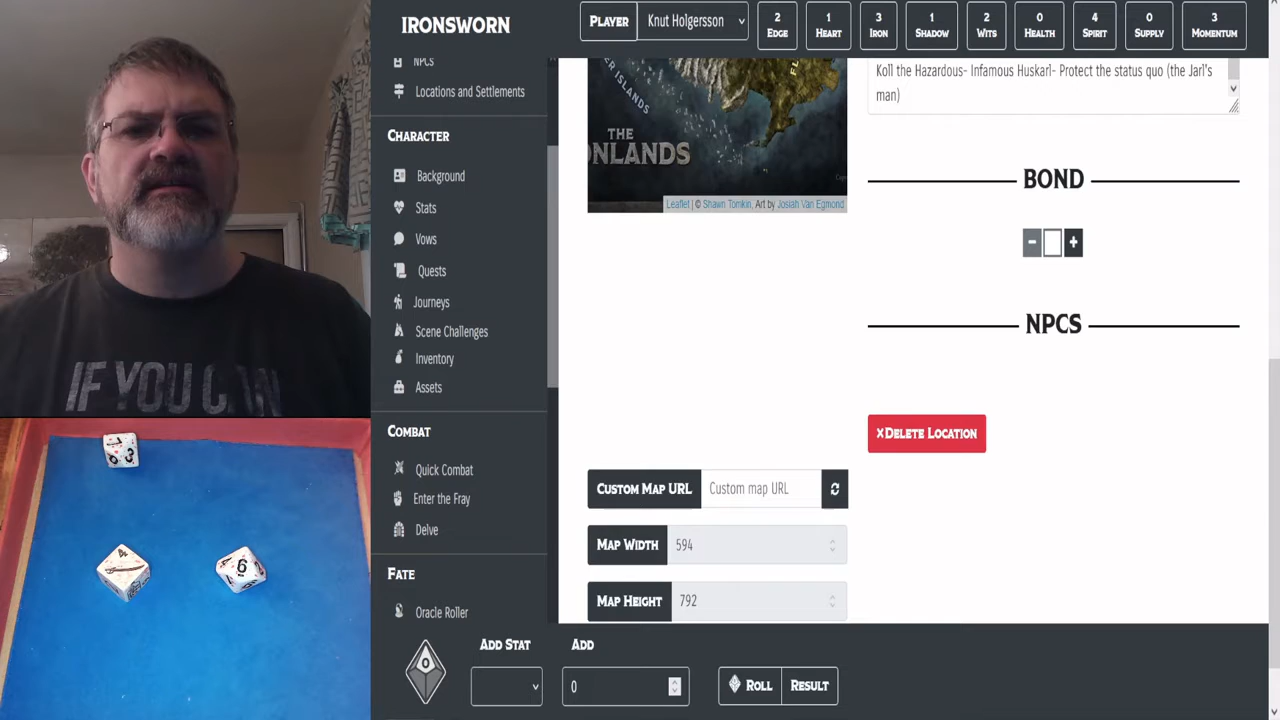 IRONSWORN
PLAYER
Knut Holgersson
2 EDGE
1 HEART
3 IRON
1 SHADOW
2 WITS
0 HEALTH
4 SPIRIT
0 SUPPLY
3 MOMENTUM
NPCS
Locations and Settlements
CHARACTER
Background
Stats
Vows
Quests
Journeys
Scene Challenges
Inventory
Assets
COMBAT
Quick Combat
Enter the Fray
Delve
FATE
Oracle Roller
ER ISLANDS
THE
ONLANDS
Leaflet | © Shawn Tomkin, Art by Josiah Van Egmond
Koll the Hazardous- Infamous Huskarl- Protect the status quo (the Jarl's
man)
BOND
- +
NPCS
×DELETE LOCATION
CUSTOM MAP URL Custom map URL
MAP WIDTH 594
MAP HEIGHT 792
0
ADD STAT
ADD
0
ROLL RESULT
IF YOU CAN
4
6